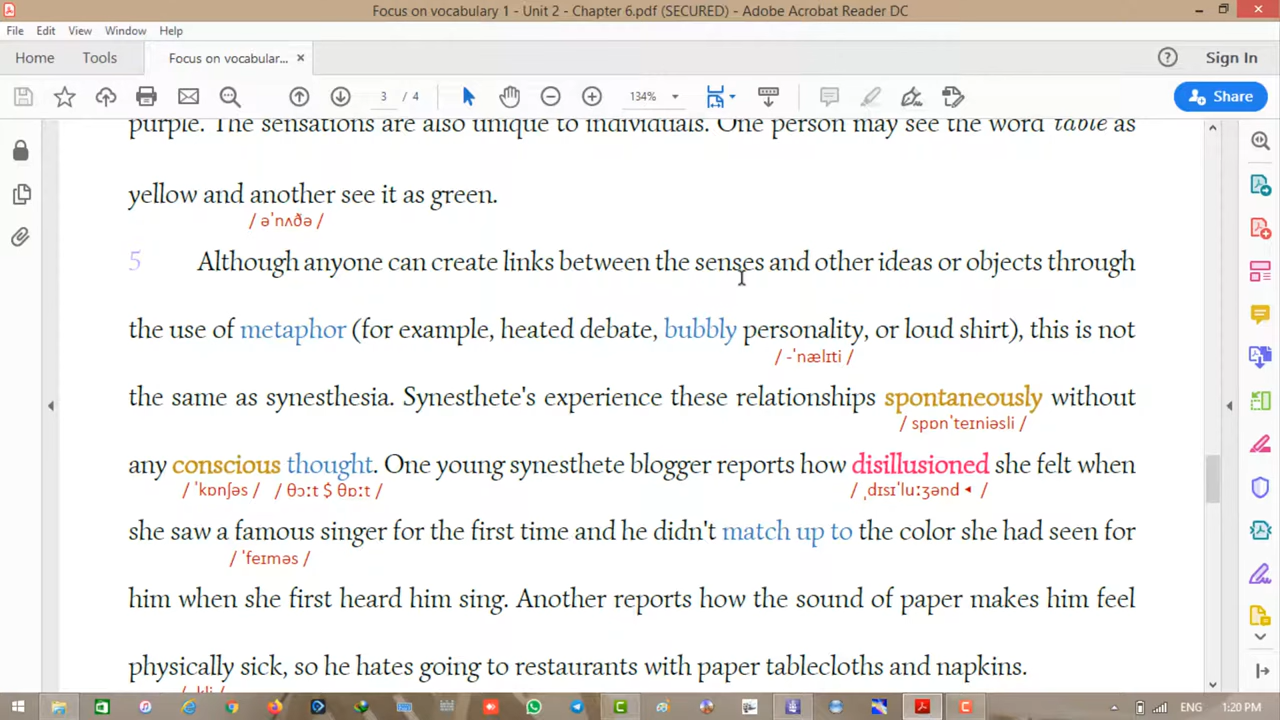 Focus on vocabulary 1 - Unit 2 - Chapter 6.pdf (SECURED) - Adobe Acrobat Reader DC
File Edit View Window Help
Home Tools Focus on vocabular... × Sign In
3 / 4 134% Share
purple. The sensations are also unique to individuals. One person may see the word table as
yellow and another see it as green.
/ əˈnʌðə /
5 Although anyone can create links between the senses and other ideas or objects through
the use of metaphor (for example, heated debate, bubbly personality, or loud shirt), this is not
/ -ˈnælɪti /
the same as synesthesia. Synesthete's experience these relationships spontaneously without
/ spɒnˈteɪniəsli /
any conscious thought. One young synesthete blogger reports how disillusioned she felt when
/ ˈkɒnʃəs / / θɔːt $ θɒːt / / ˌdɪsɪˈluːʒənd ◂ /
she saw a famous singer for the first time and he didn't match up to the color she had seen for
/ ˈfeɪməs /
him when she first heard him sing. Another reports how the sound of paper makes him feel
physically sick, so he hates going to restaurants with paper tablecloths and napkins.
ENG 1:20 PM